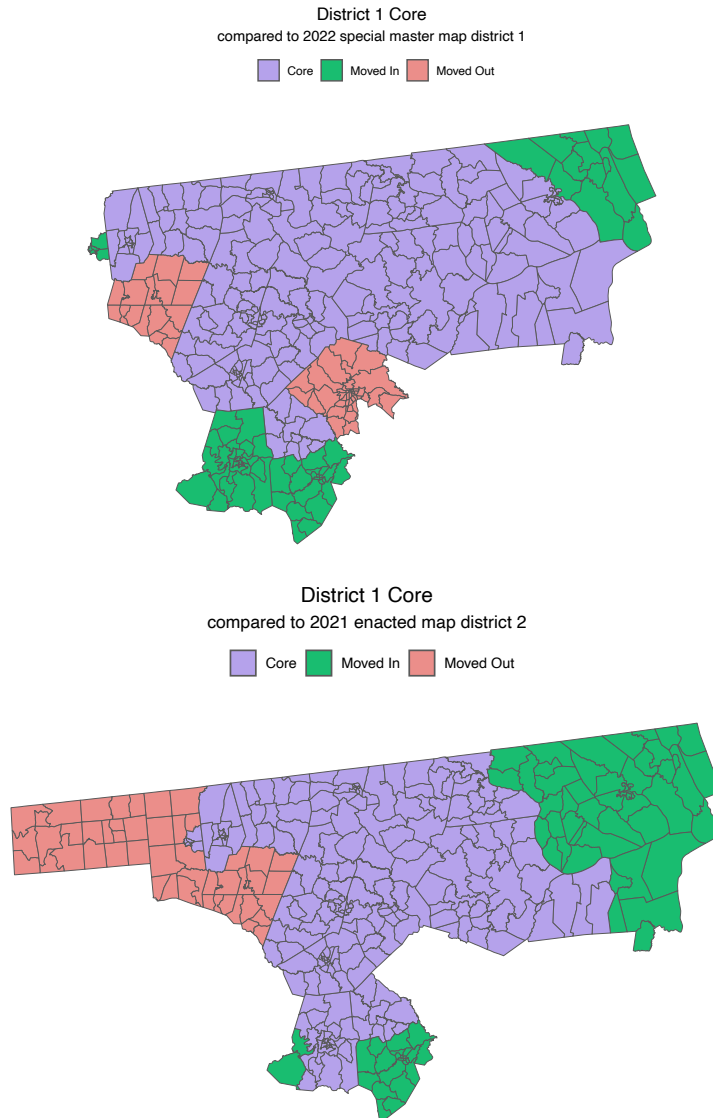 District 1 Core
compared to 2022 special master map district 1
Core Moved In Moved Out
District 1 Core
compared to 2021 enacted map district 2
Core Moved In Moved Out